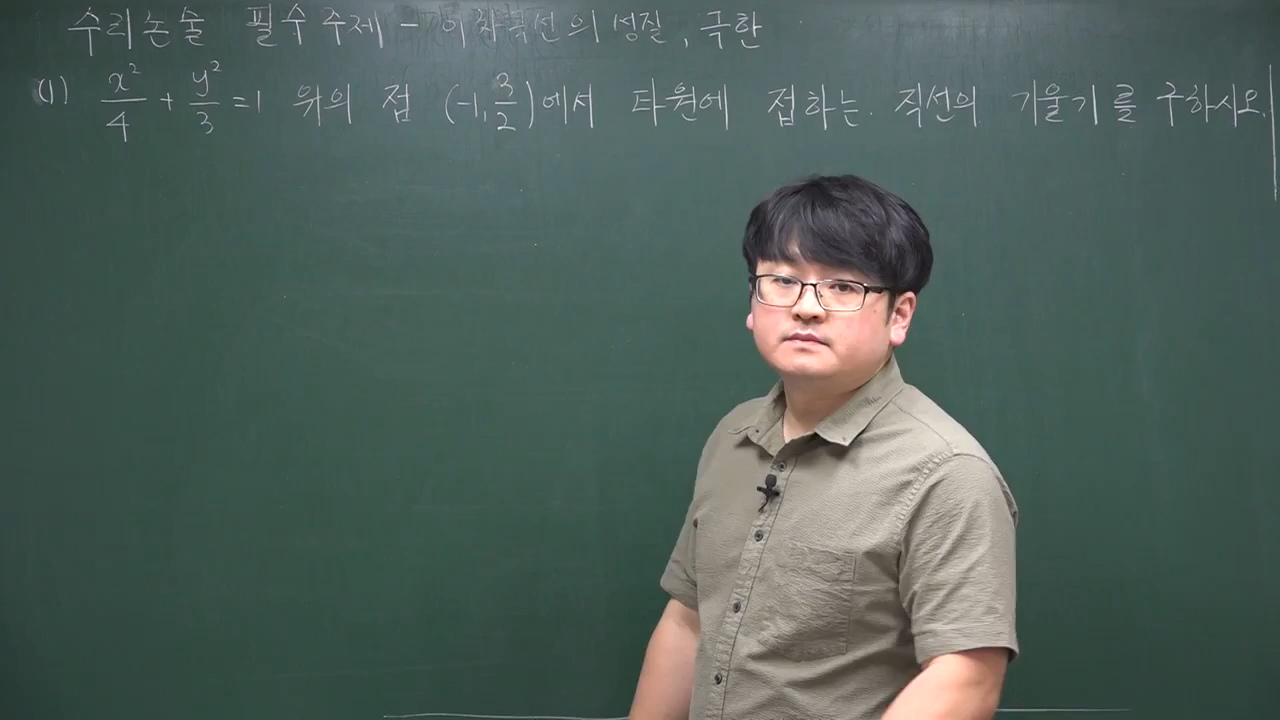 수리논술 필수주제 - 이차곡선의 성질, 극한
(1) x²/4 + y²/3 = 1 위의 점 (-1, 3/2)에서 타원에 접하는 직선의 기울기를 구하시오.